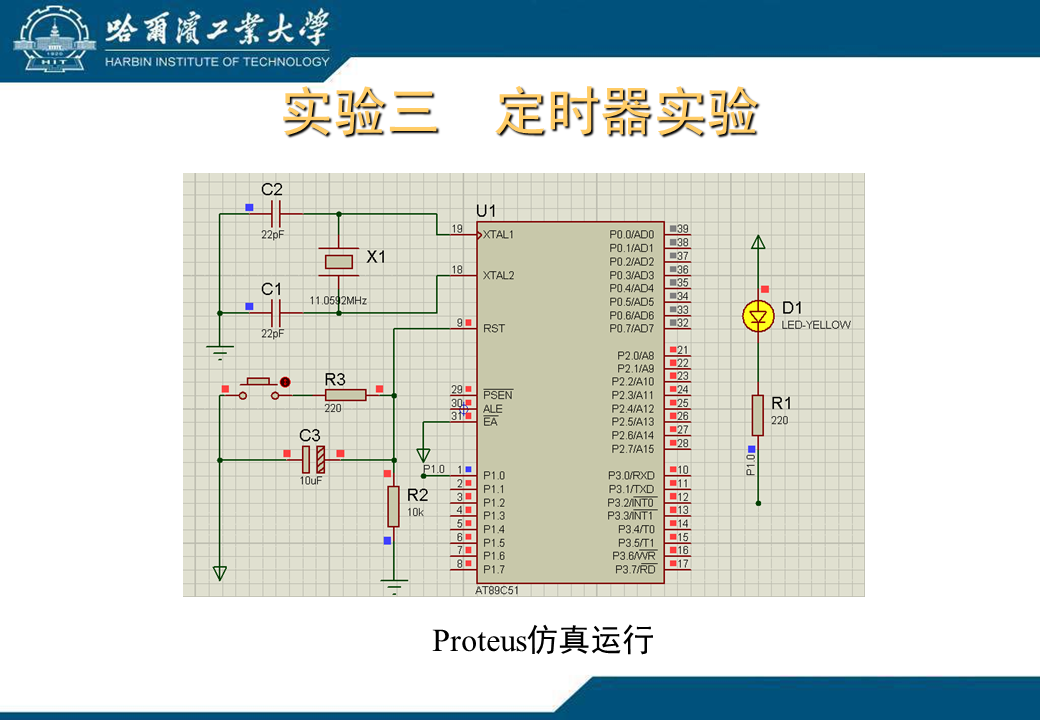 哈爾濱工業大學
HARBIN INSTITUTE OF TECHNOLOGY
HIT
实验三 定时器实验
C2
22pF
X1
11.0592MHz
C1
22pF
R3
220
C3
10uF
R2
10k
P1.0
U1
19 XTAL1
18 XTAL2
9 RST
29 PSEN
30 ALE
31 EA
1 P1.0
2 P1.1
3 P1.2
4 P1.3
5 P1.4
6 P1.5
7 P1.6
8 P1.7
P0.0/AD0 39
P0.1/AD1 38
P0.2/AD2 37
P0.3/AD3 36
P0.4/AD4 35
P0.5/AD5 34
P0.6/AD6 33
P0.7/AD7 32
P2.0/A8 21
P2.1/A9 22
P2.2/A10 23
P2.3/A11 24
P2.4/A12 25
P2.5/A13 26
P2.6/A14 27
P2.7/A15 28
P3.0/RXD 10
P3.1/TXD 11
P3.2/INT0 12
P3.3/INT1 13
P3.4/T0 14
P3.5/T1 15
P3.6/WR 16
P3.7/RD 17
AT89C51
D1
LED-YELLOW
R1
220
P1.0
Proteus仿真运行